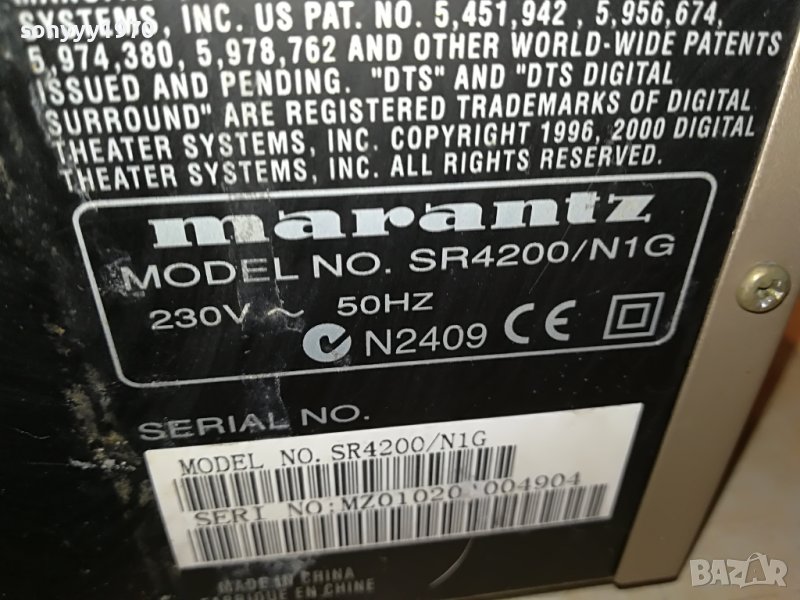 sonyyy1970
SYSTEMS, INC. US PAT. NO. 5,451,942 , 5,956,674,
5,974,380, 5,978,762 AND OTHER WORLD-WIDE PATENTS
ISSUED AND PENDING. "DTS" AND "DTS DIGITAL
SURROUND" ARE REGISTERED TRADEMARKS OF DIGITAL
THEATER SYSTEMS, INC. COPYRIGHT 1996, 2000 DIGITAL
THEATER SYSTEMS, INC. ALL RIGHTS RESERVED.
marantz
MODEL NO. SR4200/N1G
230V ~ 50HZ
N2409 CE
SERIAL NO.
MODEL NO. SR4200/N1G
SERI NO:MZ01020 004904
MADE IN CHINA
FABRIQUE EN CHINE
BAZAR